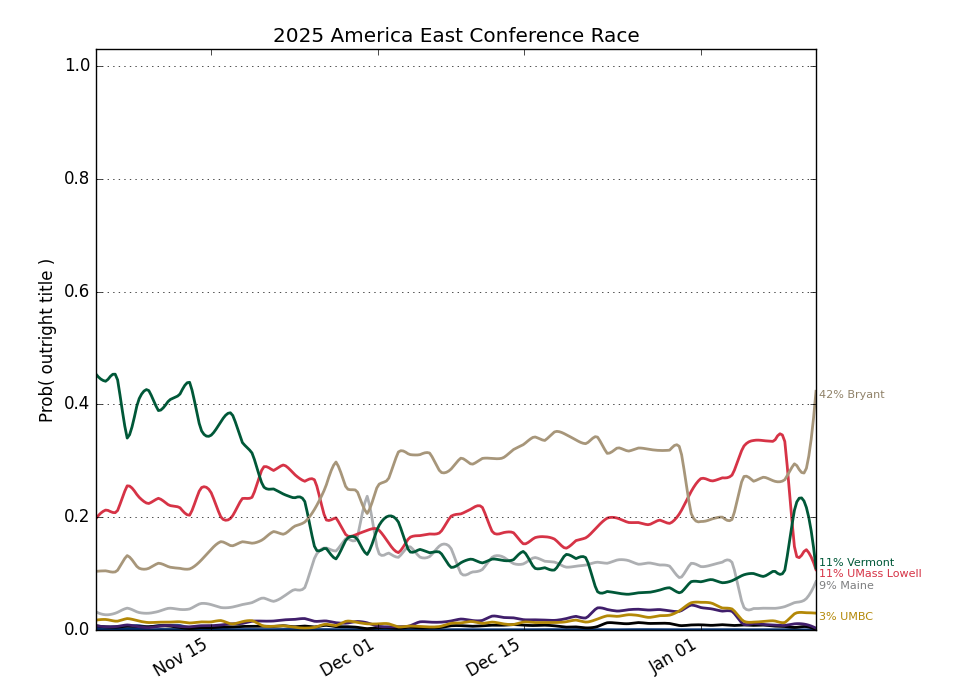 2025 America East Conference Race
Prob( outright title )
1.0
0.8
0.6
0.4
0.2
0.0
42% Bryant
11% Vermont
11% UMass Lowell
9% Maine
3% UMBC
Nov 15
Dec 01
Dec 15
Jan 01